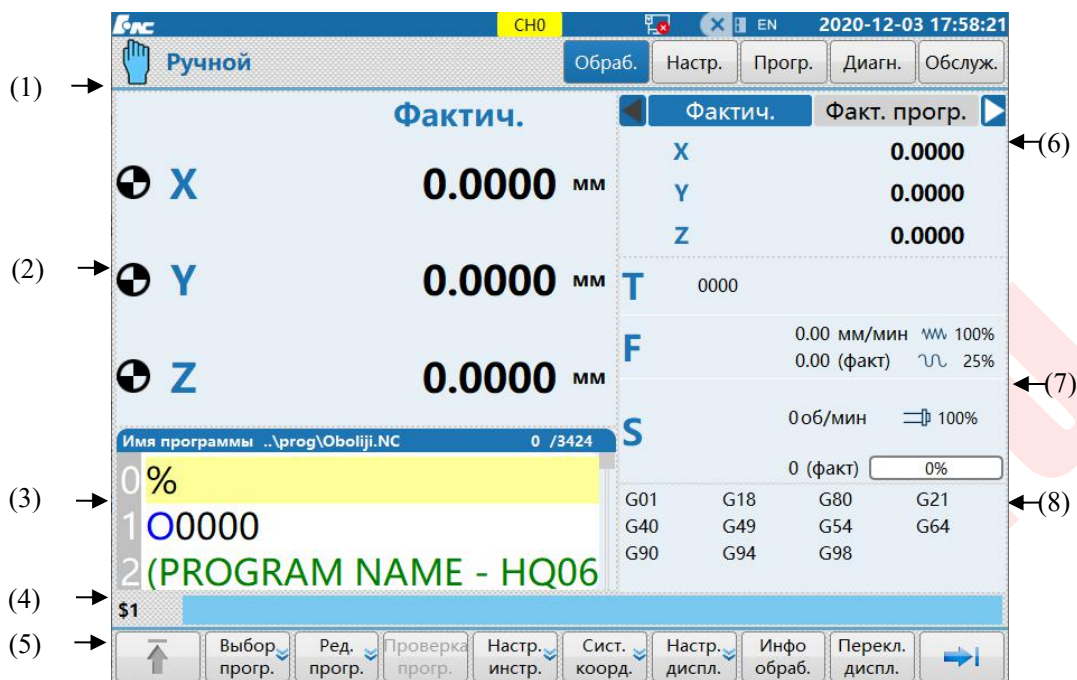 CH0 EN 2020-12-03 17:58:21
Ручной Обраб. Настр. Прогр. Диагн. Обслуж.
(1)
Фактич. Фактич. Факт. прогр.
(6)
X 0.0000 мм
Y 0.0000 мм
Z 0.0000 мм
X 0.0000
Y 0.0000
Z 0.0000
(2)
T 0000
F 0.00 мм/мин 100%
0.00 (факт) 25%
(7)
S 0 об/мин 100%
0 (факт) 0%
Имя программы ..\prog\Oboliji.NC 0 /3424
0 %
1 O0000
2 (PROGRAM NAME - HQ06
(3)
G01 G18 G80 G21
(8)
G40 G49 G54 G64
G90 G94 G98
(4)
$1
(5)
Выбор прогр.
Ред. прогр.
Проверка прогр.
Настр. инстр.
Сист. коорд.
Настр. диспл.
Инфо обраб.
Перекл. диспл.